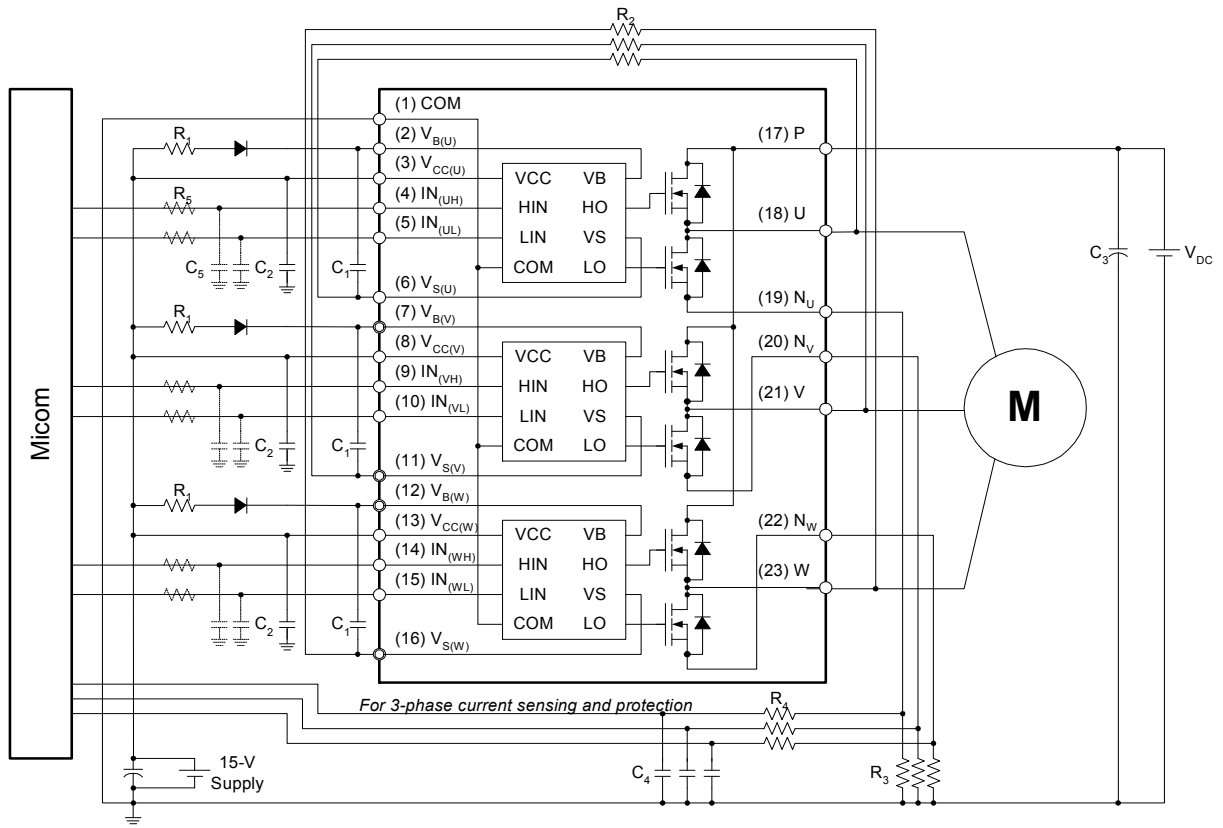 R2
(1) COM
R1
(2) VB(U)
(17) P
(3) VCC(U)
VCC
VB
R5
(4) IN(UH)
HIN
HO
(18) U
(5) IN(UL)
LIN
VS
C5
C2
C1
COM
LO
C3
VDC
(6) VS(U)
(19) NU
R1
(7) VB(V)
(8) VCC(V)
VCC
VB
(20) NV
(9) IN(VH)
HIN
HO
(21) V
M
(10) IN(VL)
LIN
VS
Micom
C2
C1
COM
LO
(11) VS(V)
R1
(12) VB(W)
(13) VCC(W)
VCC
VB
(22) NW
(14) IN(WH)
HIN
HO
(23) W
(15) IN(WL)
LIN
VS
C2
C1
COM
LO
(16) VS(W)
For 3-phase current sensing and protection
R4
15-V
Supply
C4
R3